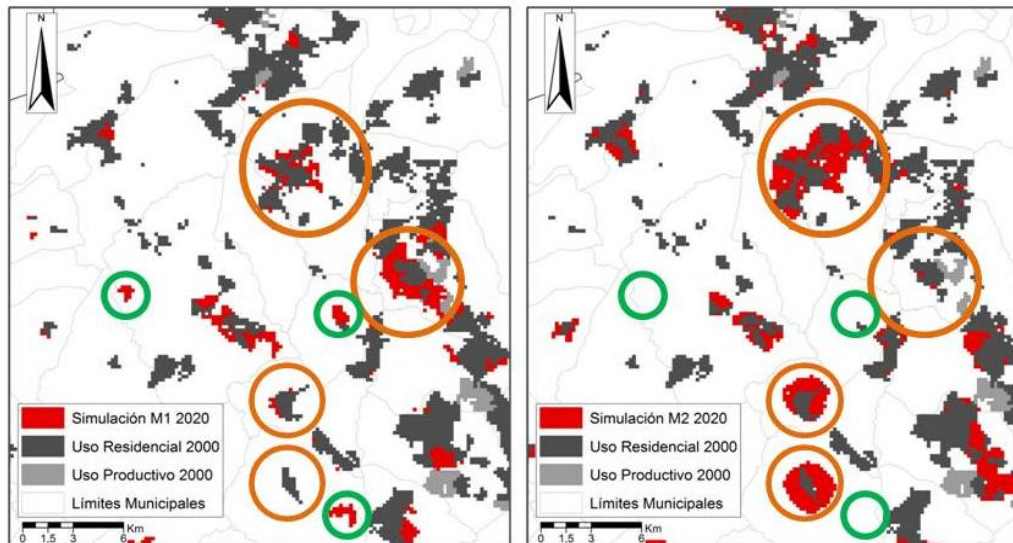 N
Simulación M1 2020
Uso Residencial 2000
Uso Productivo 2000
Límites Municipales
Km
0 1.5 3 6
N
Simulación M2 2020
Uso Residencial 2000
Uso Productivo 2000
Límites Municipales
Km
0 1.5 3 6